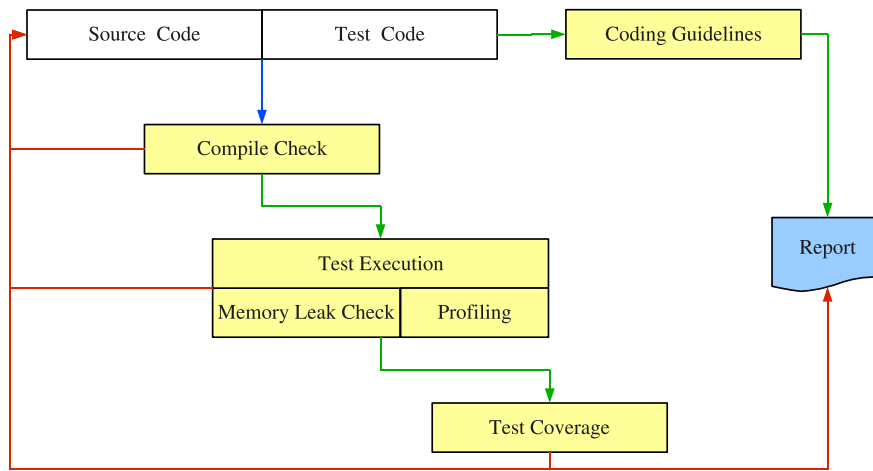 Source Code
Test Code
Coding Guidelines
Compile Check
Report
Test Execution
Memory Leak Check
Profiling
Test Coverage